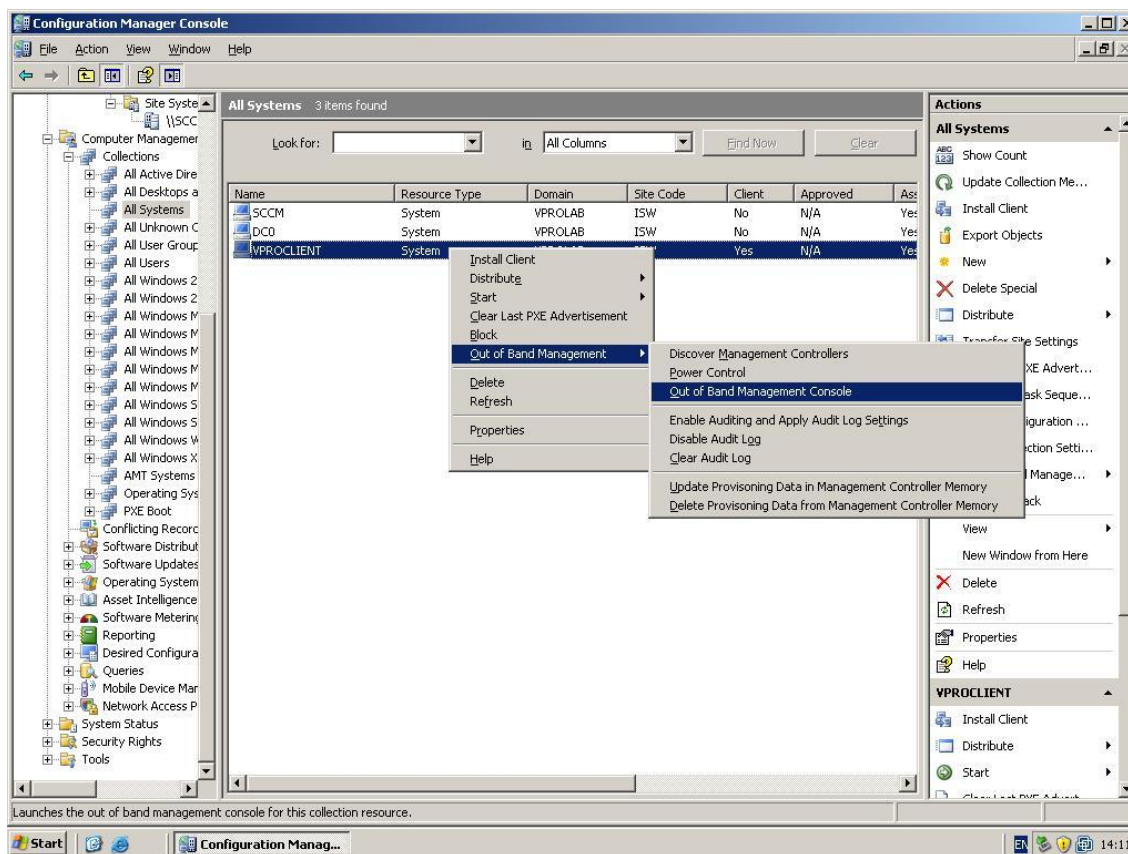 Configuration Manager Console
File Action View Window Help
Site Syste
\\SCC
Computer Managemer
Collections
All Active Dire
All Desktops a
All Systems
All Unknown C
All User Group
All Users
All Windows 2
All Windows 2
All Windows M
All Windows M
All Windows M
All Windows M
All Windows M
All Windows S
All Windows S
All Windows V
All Windows X
AMT Systems
Operating Sys
PXE Boot
Conflicting Record
Software Distribut
Software Updates
Operating System
Asset Intelligence
Software Metering
Reporting
Desired Configura
Queries
Mobile Device Mar
Network Access P
System Status
Security Rights
Tools
All Systems 3 items found
Look for: in All Columns Find Now Clear
Name Resource Type Domain Site Code Client Approved Ass
SCCM System VPROLAB ISW No N/A Yes
DC0 System VPROLAB ISW No N/A Yes
VPROCLIENT System Yes N/A Yes
Install Client
Distribute
Start
Clear Last PXE Advertisement
Block
Out of Band Management
Delete
Refresh
Properties
Help
Discover Management Controllers
Power Control
Out of Band Management Console
Enable Auditing and Apply Audit Log Settings
Disable Audit Log
Clear Audit Log
Update Provisioning Data in Management Controller Memory
Delete Provisioning Data from Management Controller Memory
Actions
All Systems
Show Count
Update Collection Me...
Install Client
Export Objects
New
Delete Special
Distribute
Transfer Site Settings
XE Advert...
ask Seque...
iguration ...
ection Setti...
Manage...
ack
View
New Window from Here
Delete
Refresh
Properties
Help
VPROCLIENT
Install Client
Distribute
Start
Launches the out of band management console for this collection resource.
Start Configuration Manag... EN 14:11